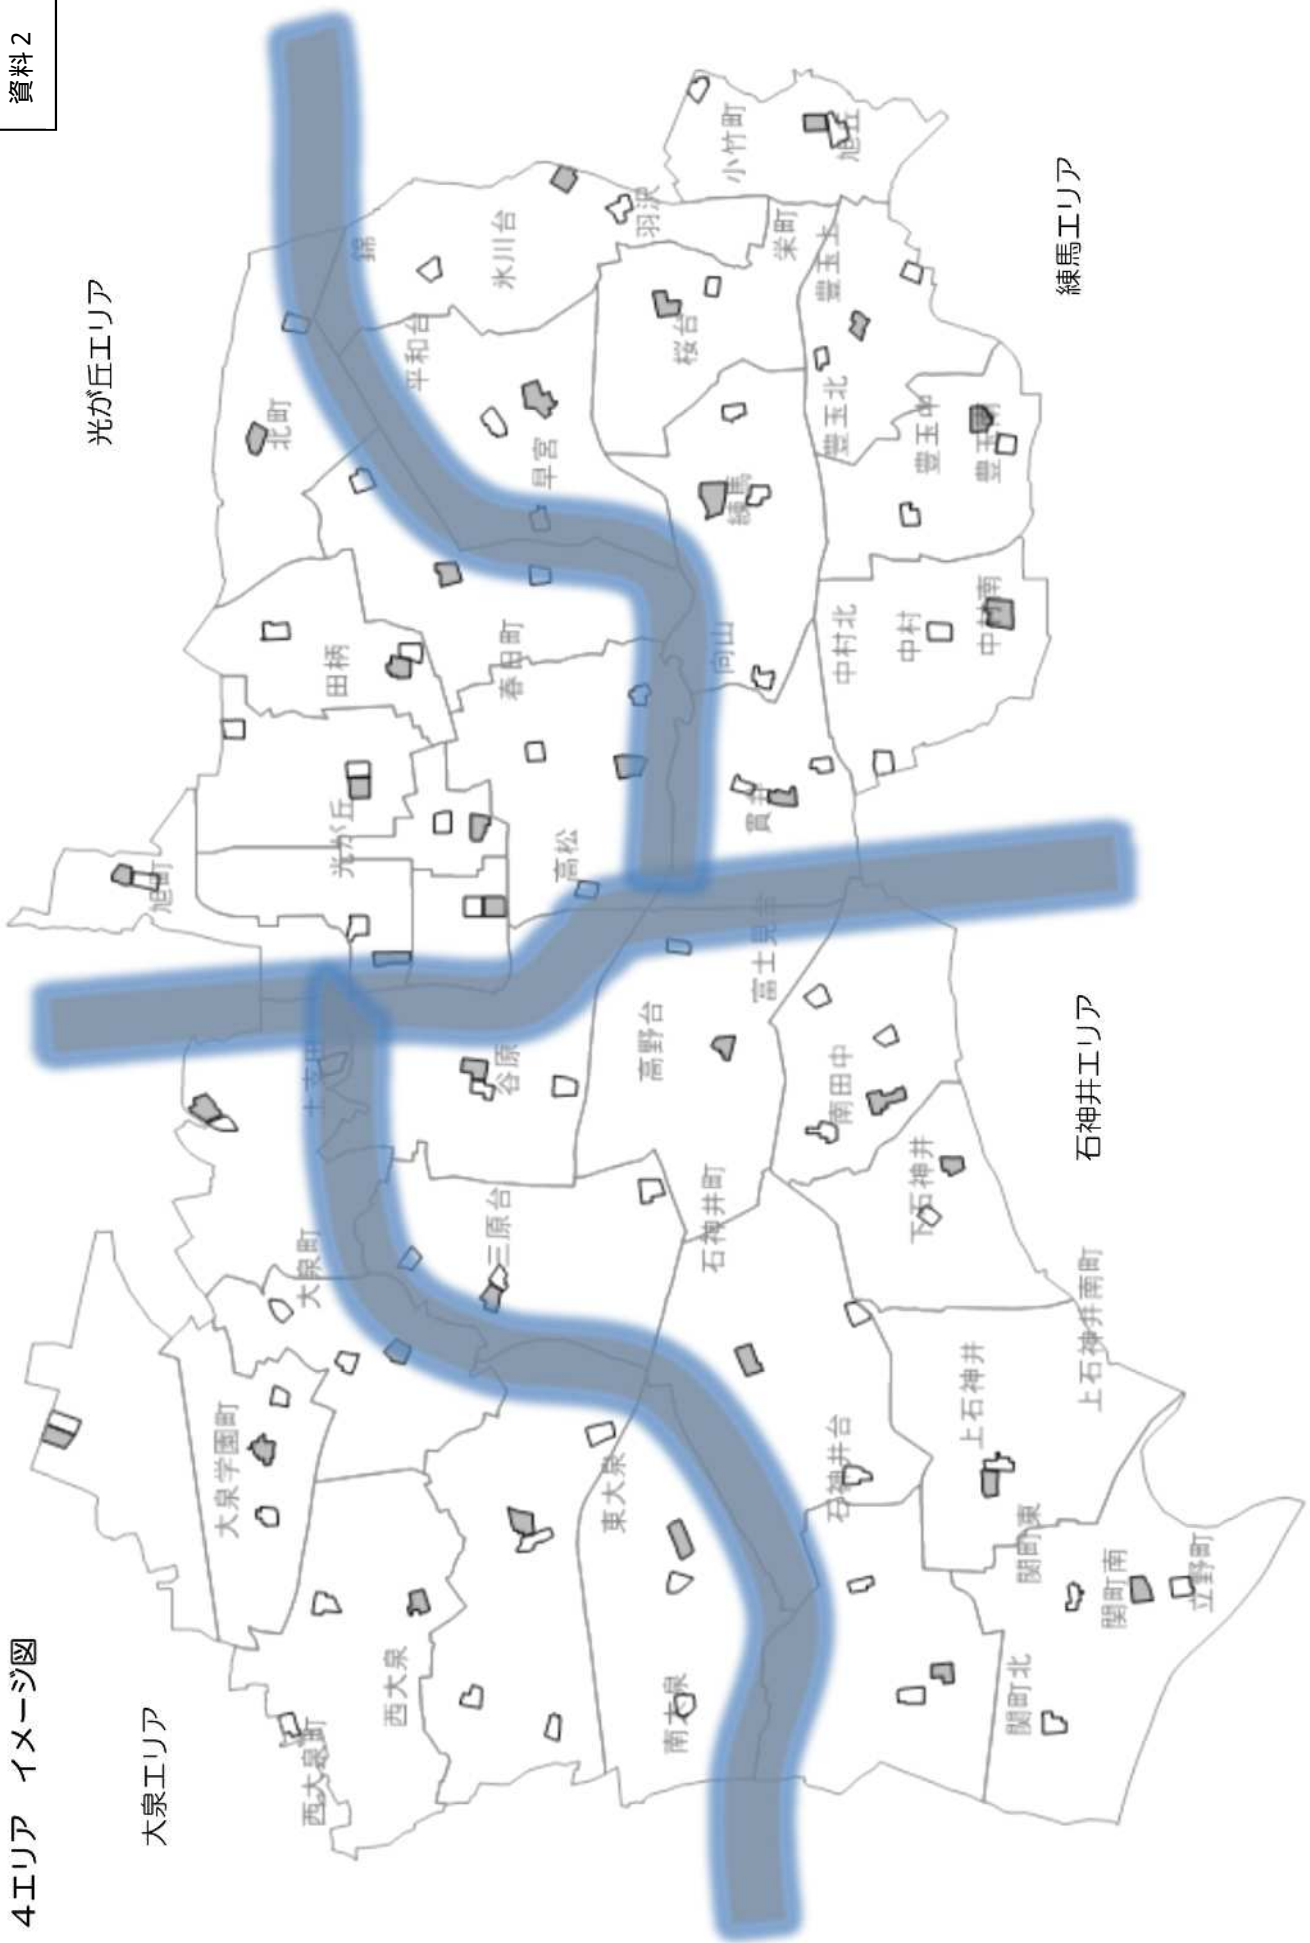 資料2
4エリア イメージ図
光が丘エリア
大泉エリア
練馬エリア
石神井エリア
旭町
光が丘
田柄
北町
錦
氷川台
平和台
早宮
春日町
高松
羽沢
小竹町
旭丘
栄町
桜台
練馬
向山
貫井
豊玉上
豊玉北
豊玉中
豊玉南
中村北
中村
中村南
土支田
谷原
高野台
富士見台
南田中
石神井町
下石神井
三原台
大泉町
大泉学園町
東大泉
西大泉
西大泉町
南大泉
石神井台
上石神井
上石神井南町
関町東
関町南
関町北
立野町